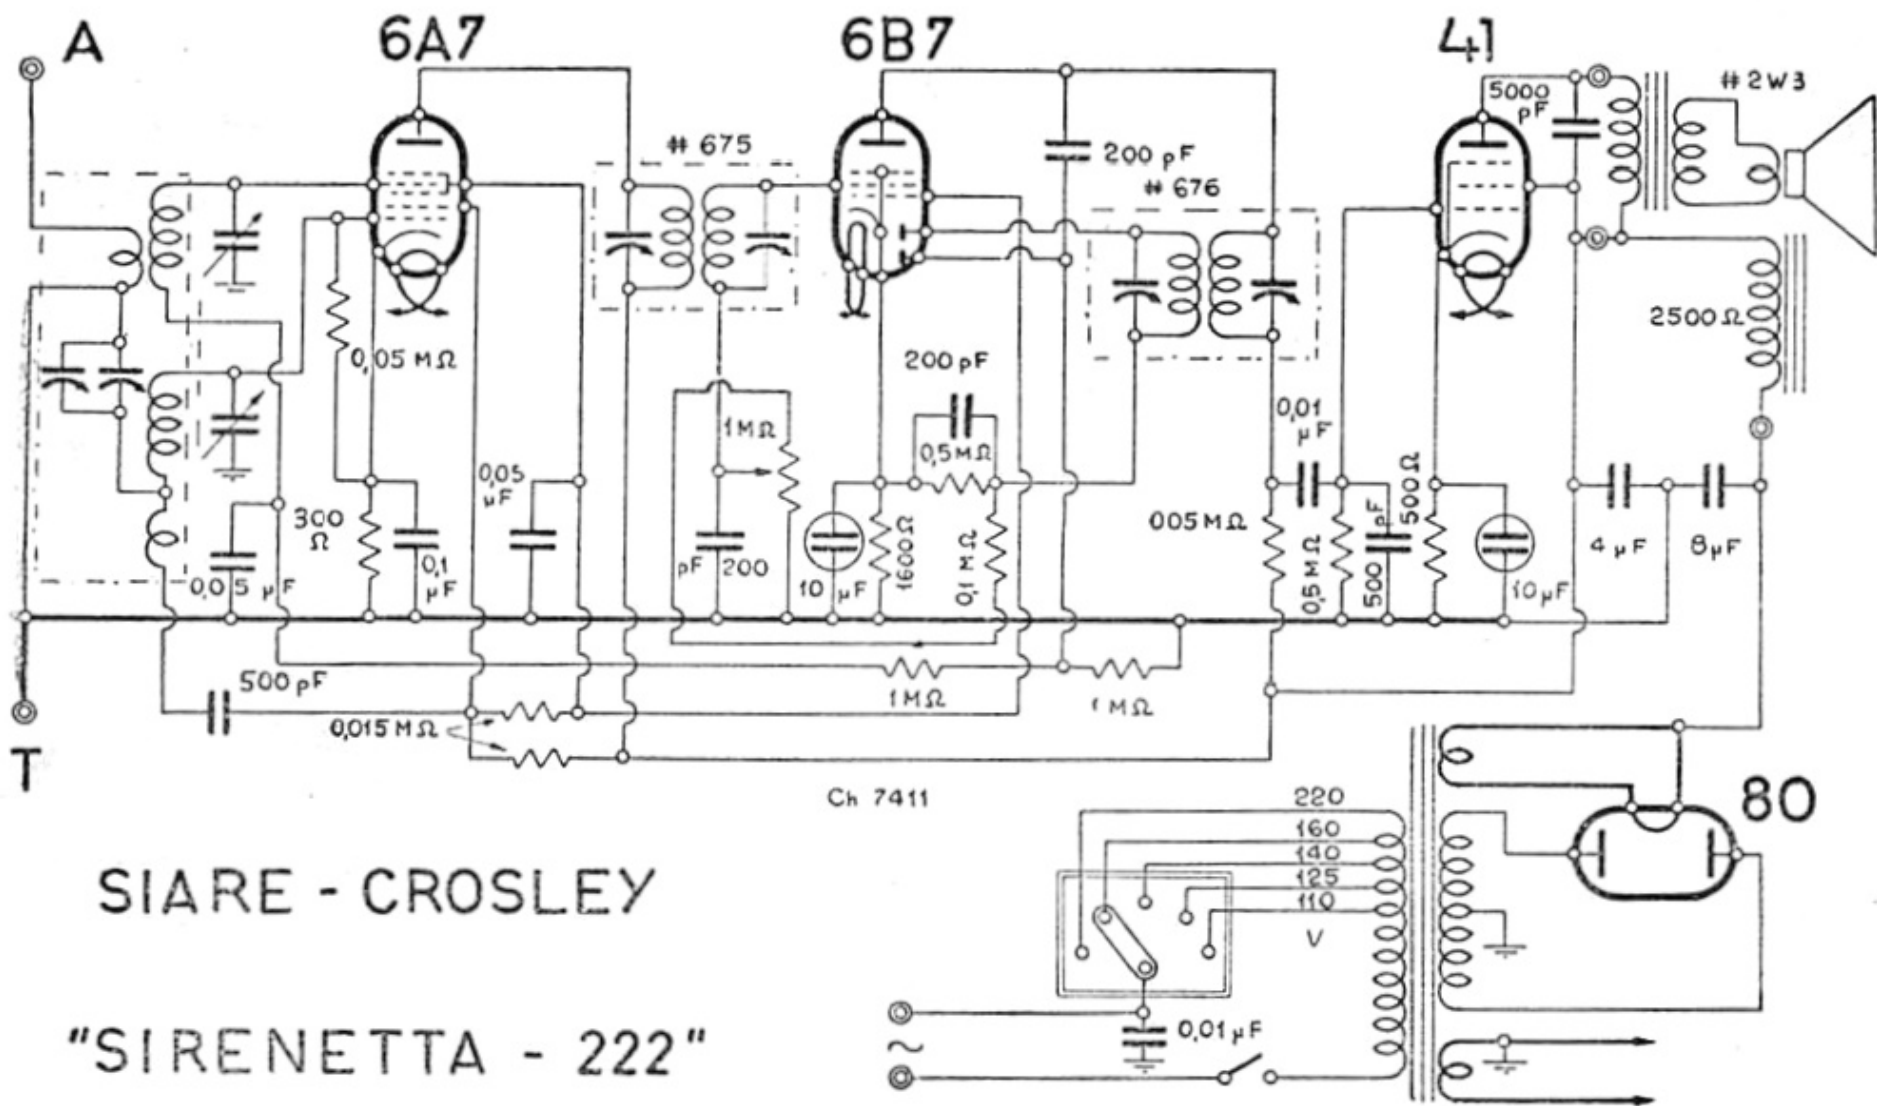 A
6A7
6B7
41
5000 pF
# 2W3
# 675
200 pF
# 676
2500 Ω
0,05 MΩ
200 pF
1 MΩ
0,5 MΩ
0,01 µF
0,05 µF
300 Ω
0,1 µF
0,05 µF
pF 200
10 µF
1600 Ω
0,1 MΩ
005 MΩ
0,5 MΩ
500 pF
500 Ω
10 µF
4 µF
8 µF
500 pF
1 MΩ
1 MΩ
0,015 MΩ
T
Ch 7411
80
220
160
140
125
110
V
0,01 µF
~
SIARE - CROSLEY
"SIRENETTA - 222"